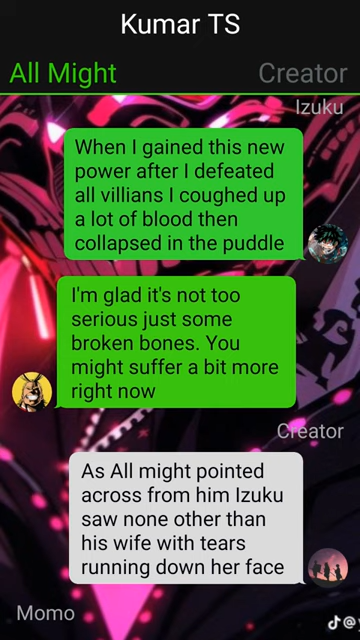 Kumar TS
All Might
Creator
Izuku
When I gained this new
power after I defeated
all villians I coughed up
a lot of blood then
collapsed in the puddle
I'm glad it's not too
serious just some
broken bones. You
might suffer a bit more
right now
Creator
As All might pointed
across from him Izuku
saw none other than
his wife with tears
running down her face
Momo
@